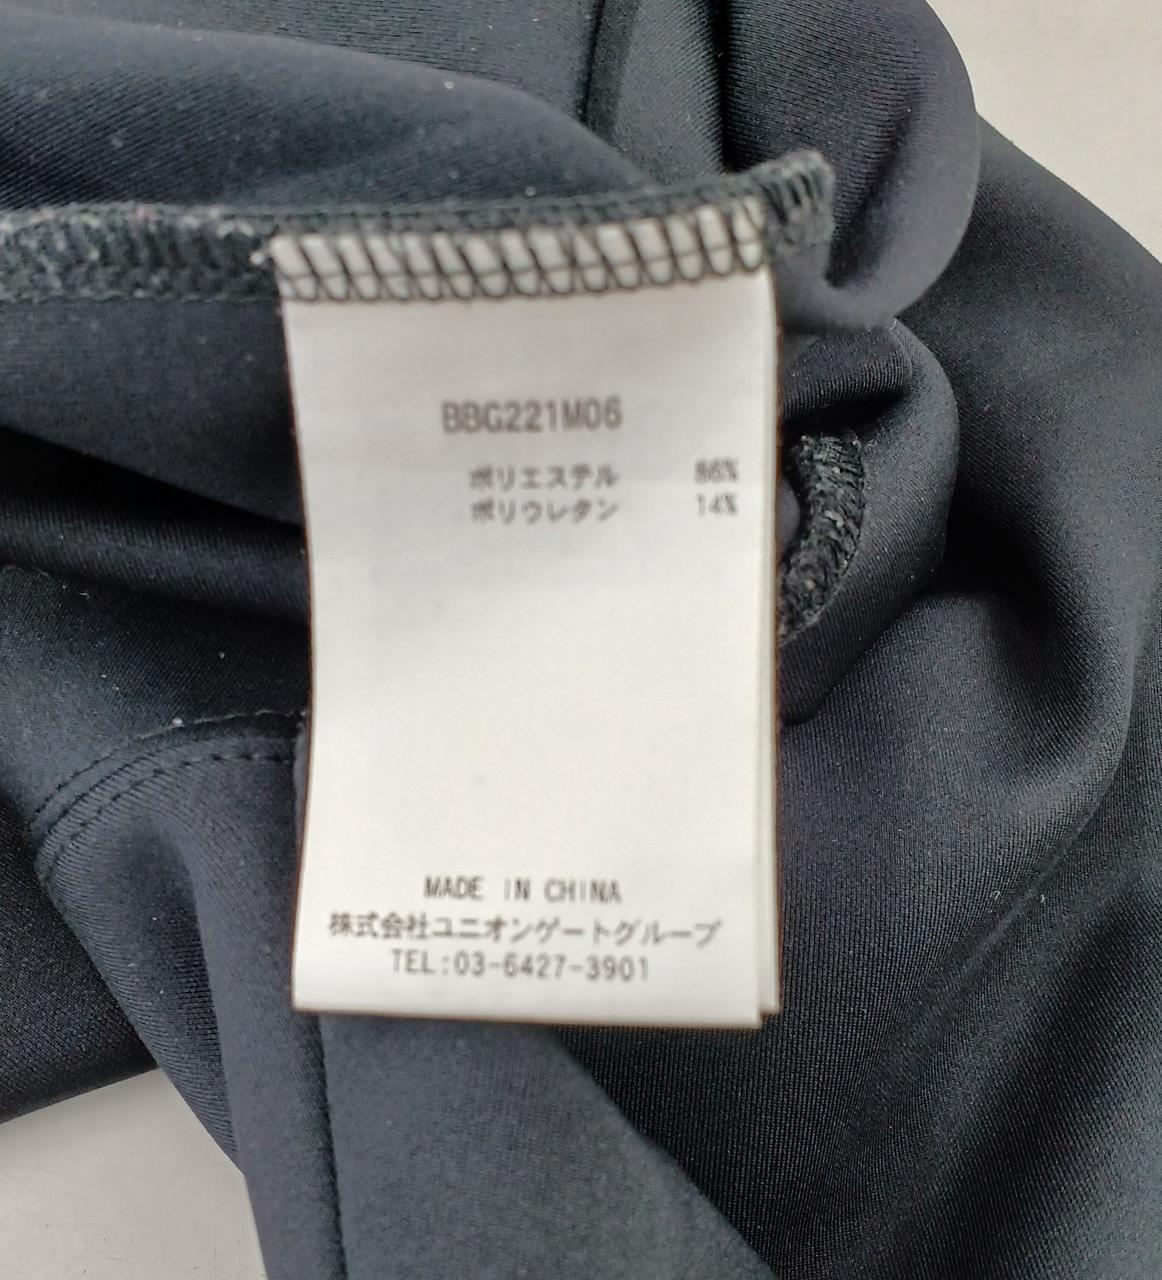 BBG221M06
ポリエステル 86%
ポリウレタン 14%
MADE IN CHINA
株式会社ユニオンゲートグループ
TEL:03-6427-3901